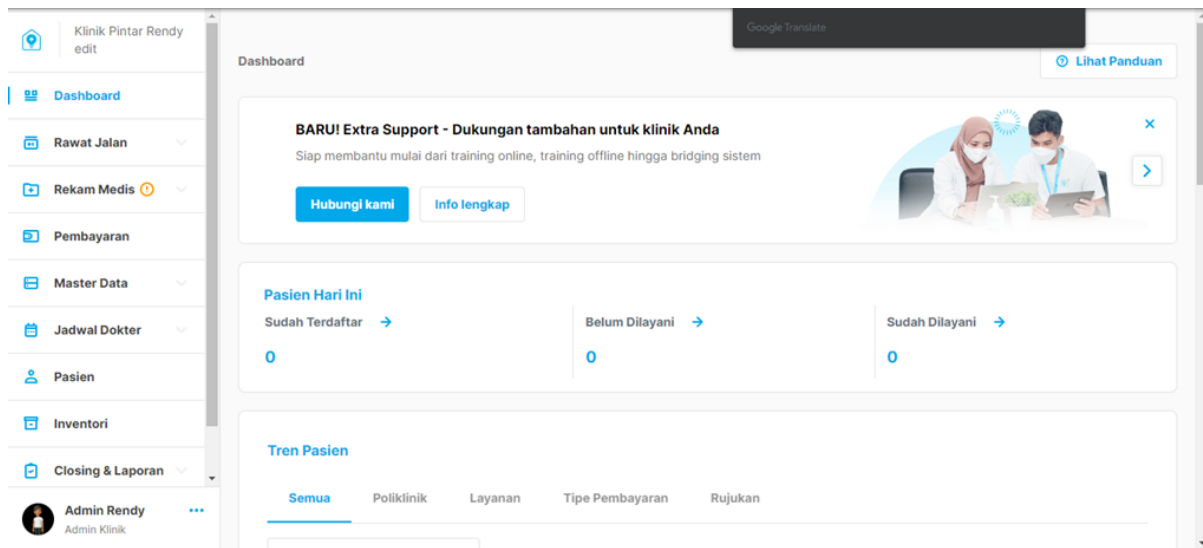 Klinik Pintar Rendy
edit
Dashboard
Rawat Jalan
Rekam Medis
Pembayaran
Master Data
Jadwal Dokter
Pasien
Inventori
Closing & Laporan
Admin Rendy
Admin Klinik
Google Translate
Dashboard
Lihat Panduan
BARU! Extra Support - Dukungan tambahan untuk klinik Anda
Siap membantu mulai dari training online, training offline hingga bridging sistem
Hubungi kami
Info lengkap
Pasien Hari Ini
Sudah Terdaftar
0
Belum Dilayani
0
Sudah Dilayani
0
Tren Pasien
Semua
Poliklinik
Layanan
Tipe Pembayaran
Rujukan